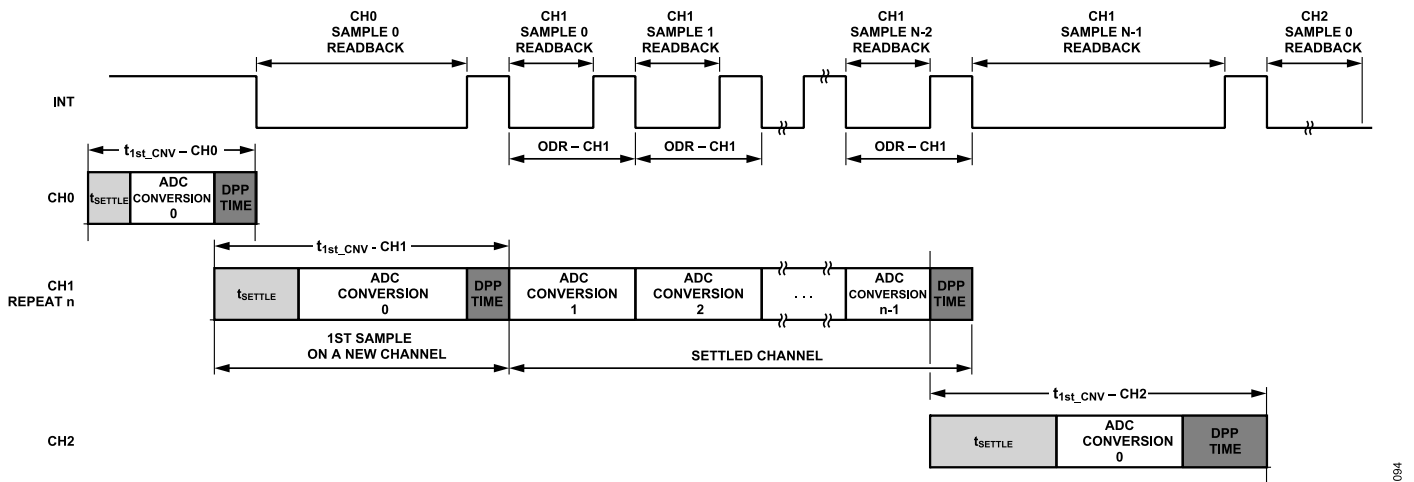 CH0
SAMPLE 0
READBACK
CH1
SAMPLE 0
READBACK
CH1
SAMPLE 1
READBACK
CH1
SAMPLE N-2
READBACK
CH1
SAMPLE N-1
READBACK
CH2
SAMPLE 0
READBACK
INT
ODR – CH1
ODR – CH1
ODR – CH1
t1st_CNV – CH0
CH0
tSETTLE
ADC
CONVERSION
0
DPP
TIME
t1st_CNV - CH1
CH1
REPEAT n
tSETTLE
ADC
CONVERSION
0
DPP
TIME
ADC
CONVERSION
1
ADC
CONVERSION
2
. . .
ADC
CONVERSION
n-1
DPP
TIME
1ST SAMPLE
ON A NEW CHANNEL
SETTLED CHANNEL
t1st_CNV – CH2
CH2
tSETTLE
ADC
CONVERSION
0
DPP
TIME
094